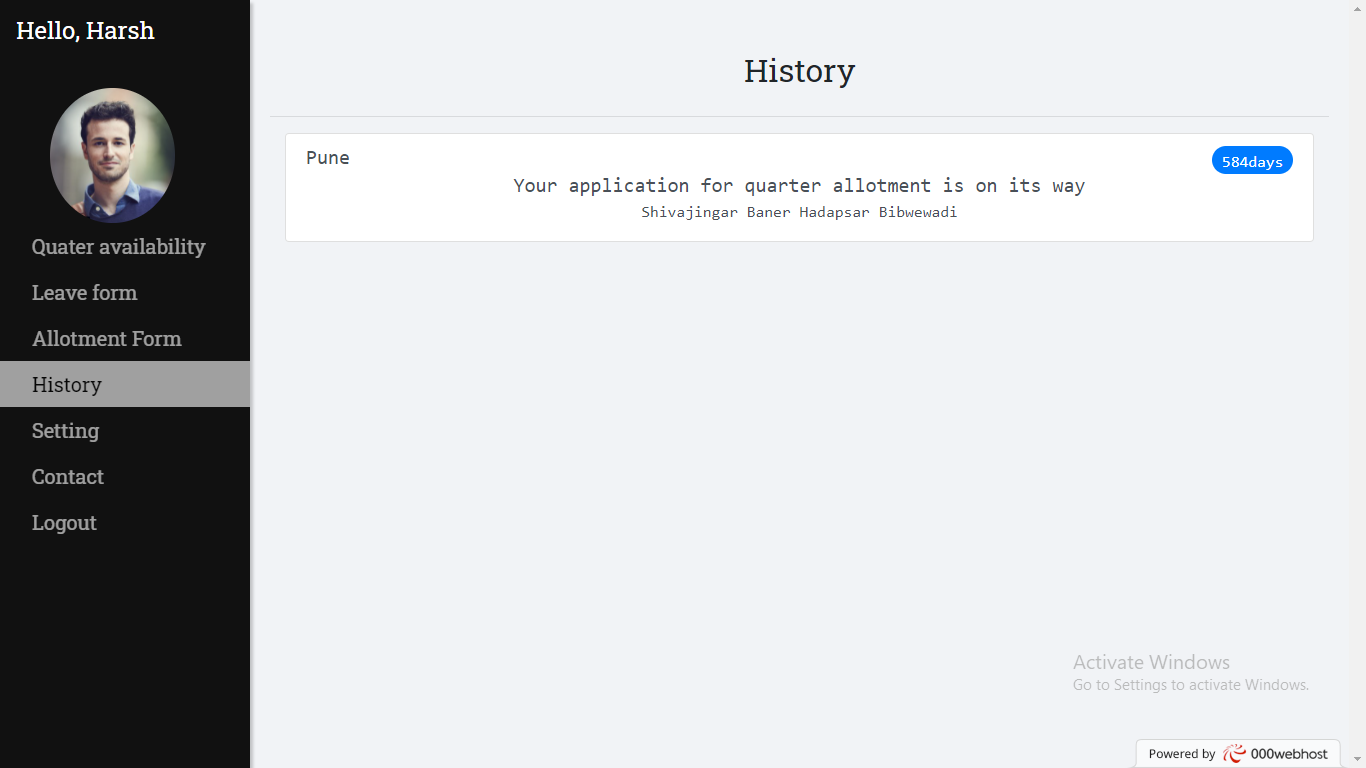 Hello, Harsh
Quater availability
Leave form
Allotment Form
History
Setting
Contact
Logout
History
Pune
584days
Your application for quarter allotment is on its way
Shivajingar Baner Hadapsar Bibwewadi
Activate Windows
Go to Settings to activate Windows.
Powered by 000webhost